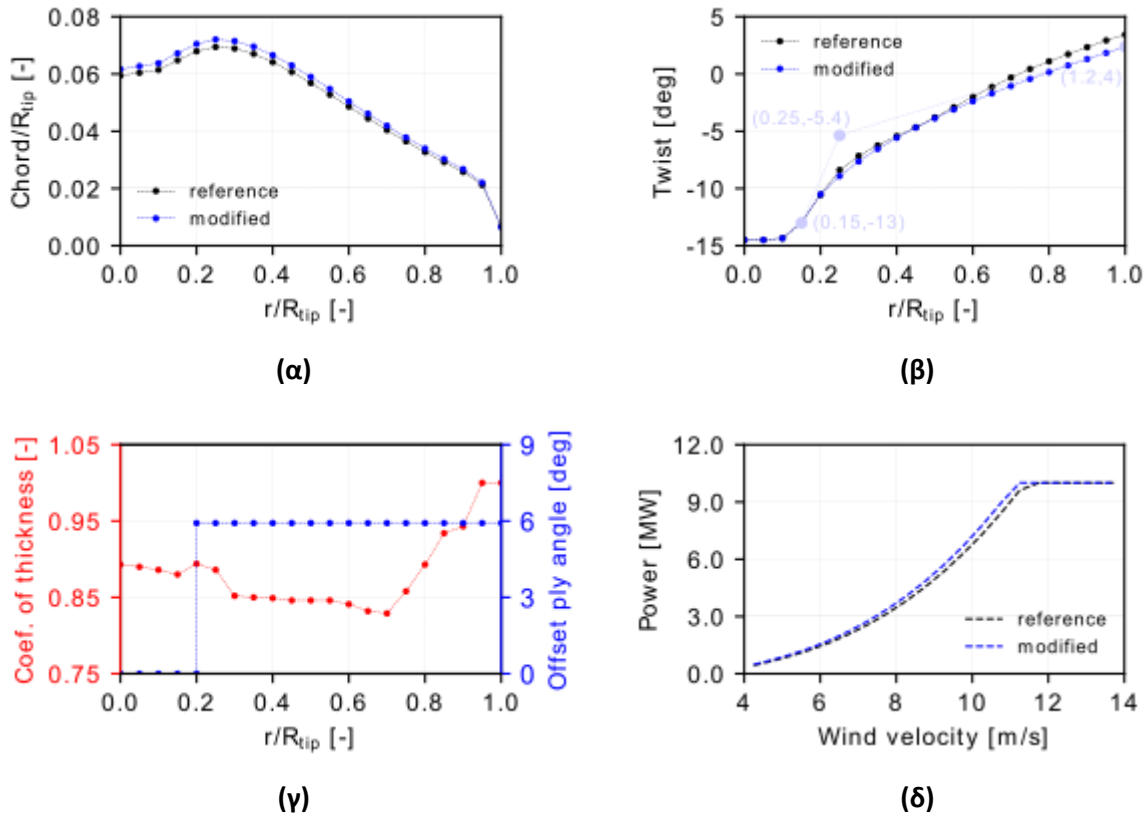 0.08
0.06
0.04
0.02
0.00
Chord/R_tip [-]
reference
modified
0.0 0.2 0.4 0.6 0.8 1.0
r/R_tip [-]
(α)
5
0
-5
-10
-15
Twist [deg]
reference
modified
(1.2,4)
(0.25,-5.4)
(0.15,-13)
0.0 0.2 0.4 0.6 0.8 1.0
r/R_tip [-]
(β)
1.05
0.95
0.85
0.75
Coef. of thickness [-]
9
6
3
0
Offset ply angle [deg]
0.0 0.2 0.4 0.6 0.8 1.0
r/R_tip [-]
(γ)
12.0
9.0
6.0
3.0
0.0
Power [MW]
reference
modified
4 6 8 10 12 14
Wind velocity [m/s]
(δ)